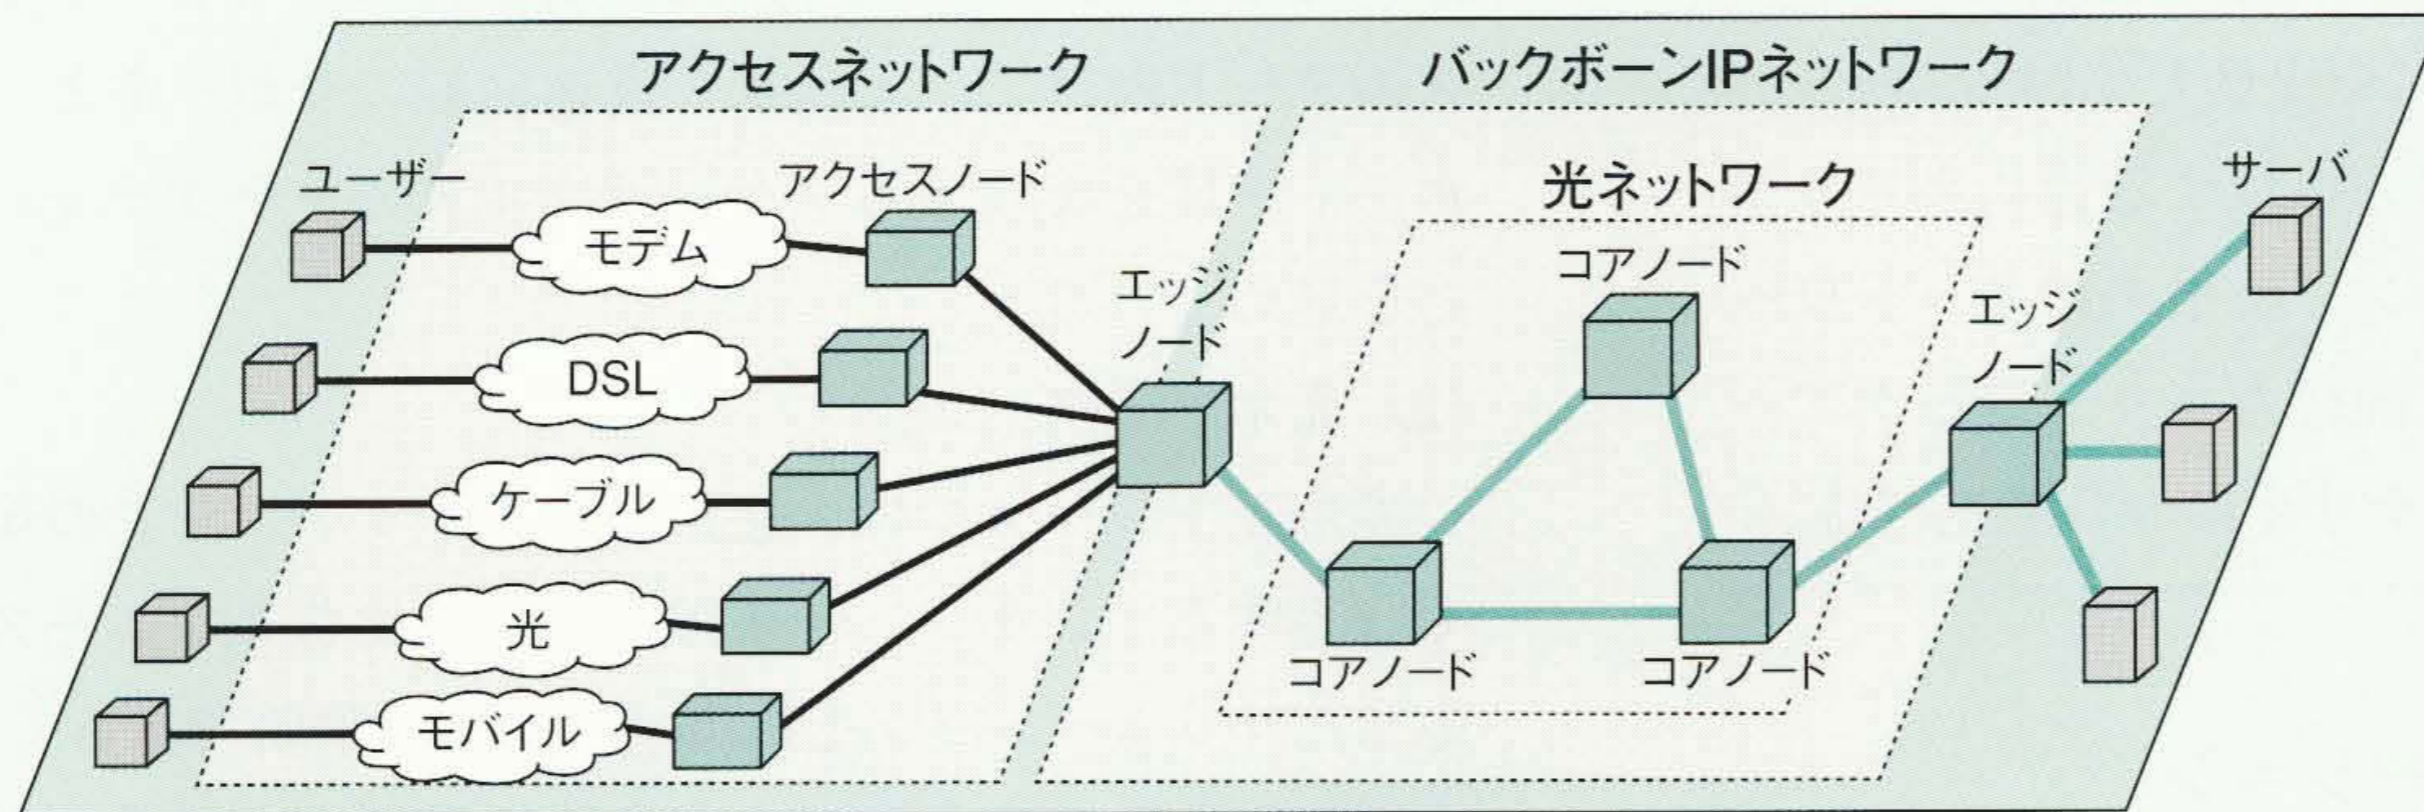 アクセスネットワーク
バックボーンIPネットワーク
ユーザー
アクセスノード
光ネットワーク
サーバ
モデム
エッジ
ノード
コアノード
エッジ
ノード
DSL
ケーブル
光
モバイル
コアノード
コアノード